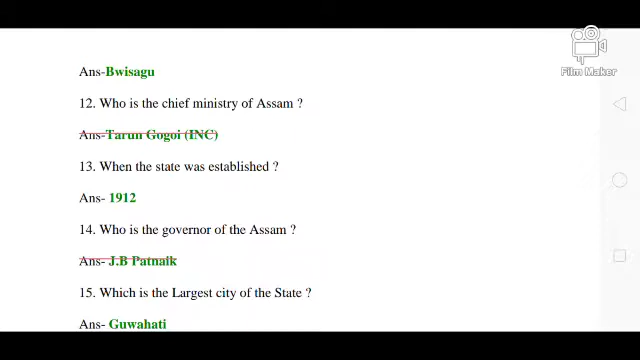 Ans-Bwisagu
12. Who is the chief ministry of Assam ?
Ans-Tarun Gogoi (INC)
13. When the state was established ?
Ans- 1912
14. Who is the governor of the Assam ?
Ans- J.B Patnaik
15. Which is the Largest city of the State ?
Ans- Guwahati
Film Maker